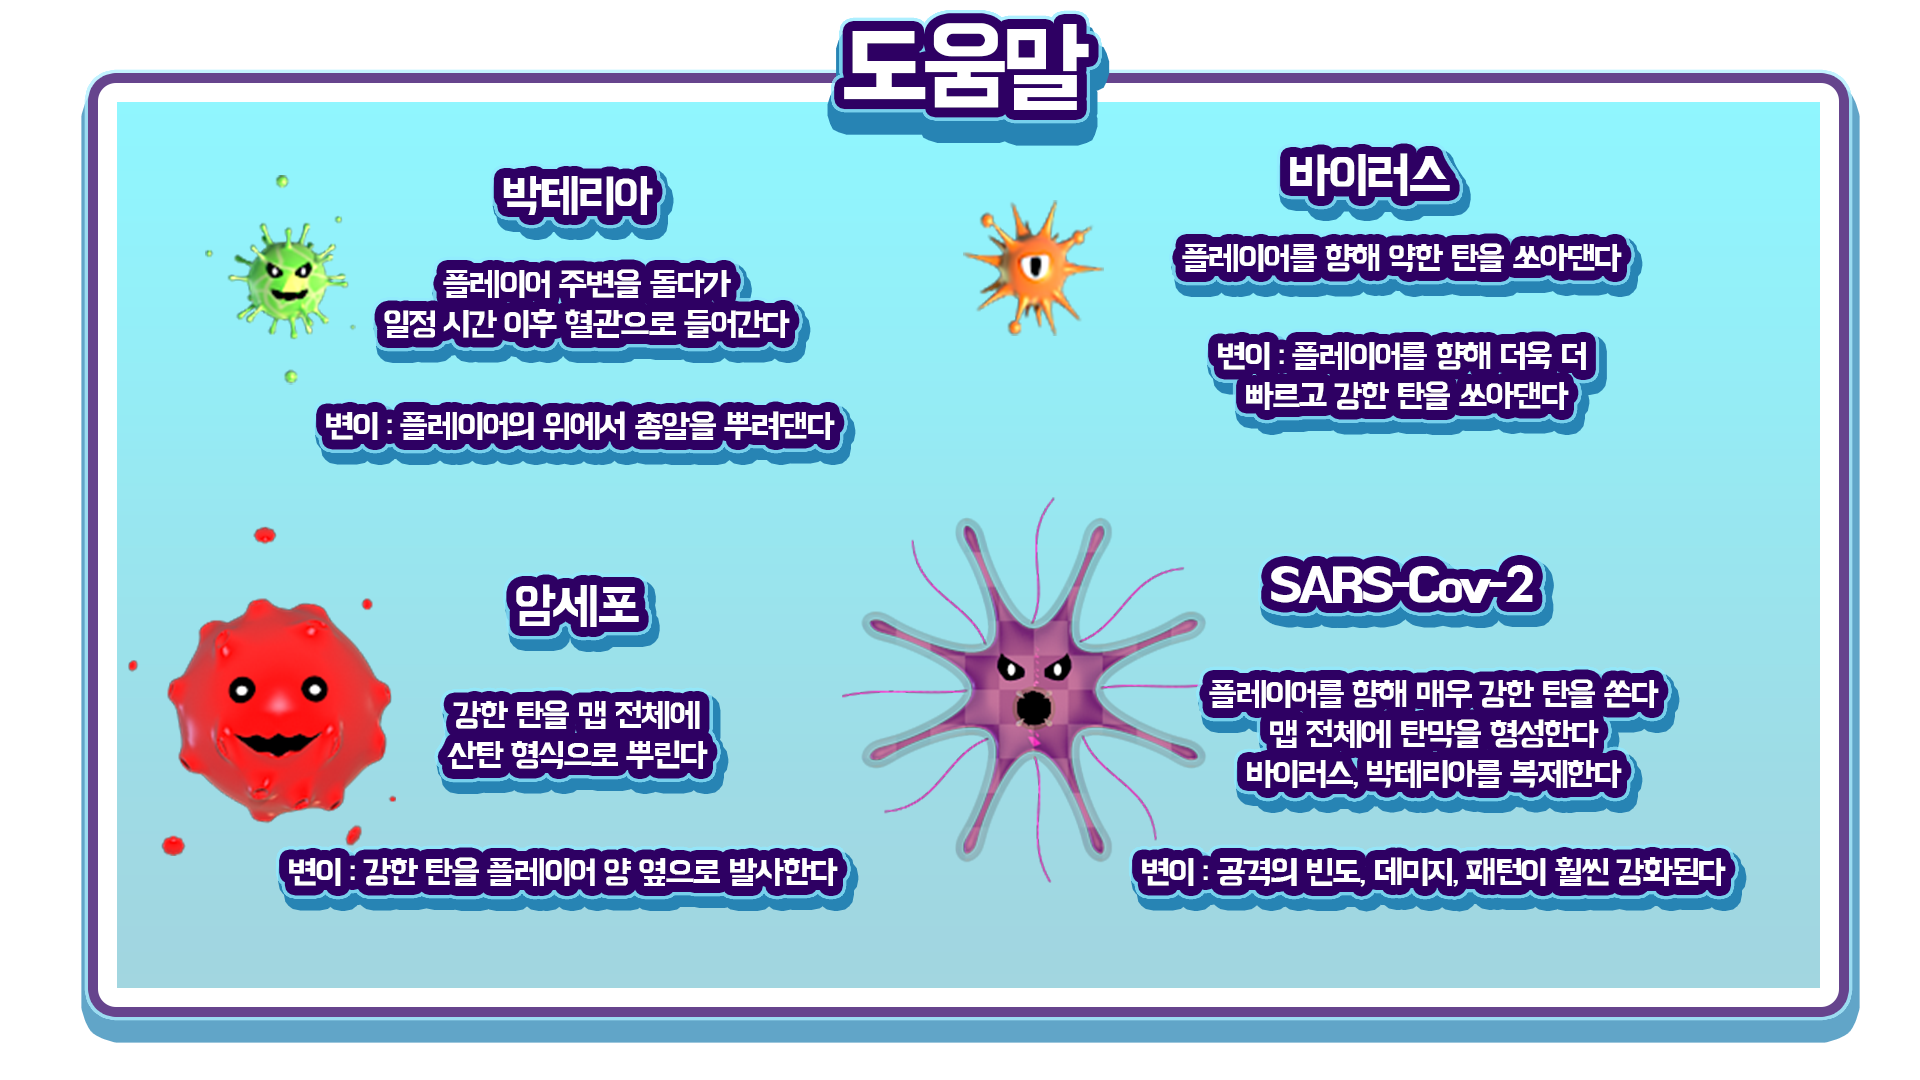 도움말
박테리아
플레이어 주변을 돌다가
일정 시간 이후 혈관으로 들어간다
변이 : 플레이어의 위에서 총알을 뿌려댄다
바이러스
플레이어를 향해 약한 탄을 쏘아댄다
변이 : 플레이어를 향해 더욱 더
빠르고 강한 탄을 쏘아댄다
암세포
강한 탄을 맵 전체에
산탄 형식으로 뿌린다
변이 : 강한 탄을 플레이어 양 옆으로 발사한다
SARS-Cov-2
플레이어를 향해 매우 강한 탄을 쏜다
맵 전체에 탄막을 형성한다
바이러스, 박테리아를 복제한다
변이 : 공격의 빈도, 데미지, 패턴이 훨씬 강화된다